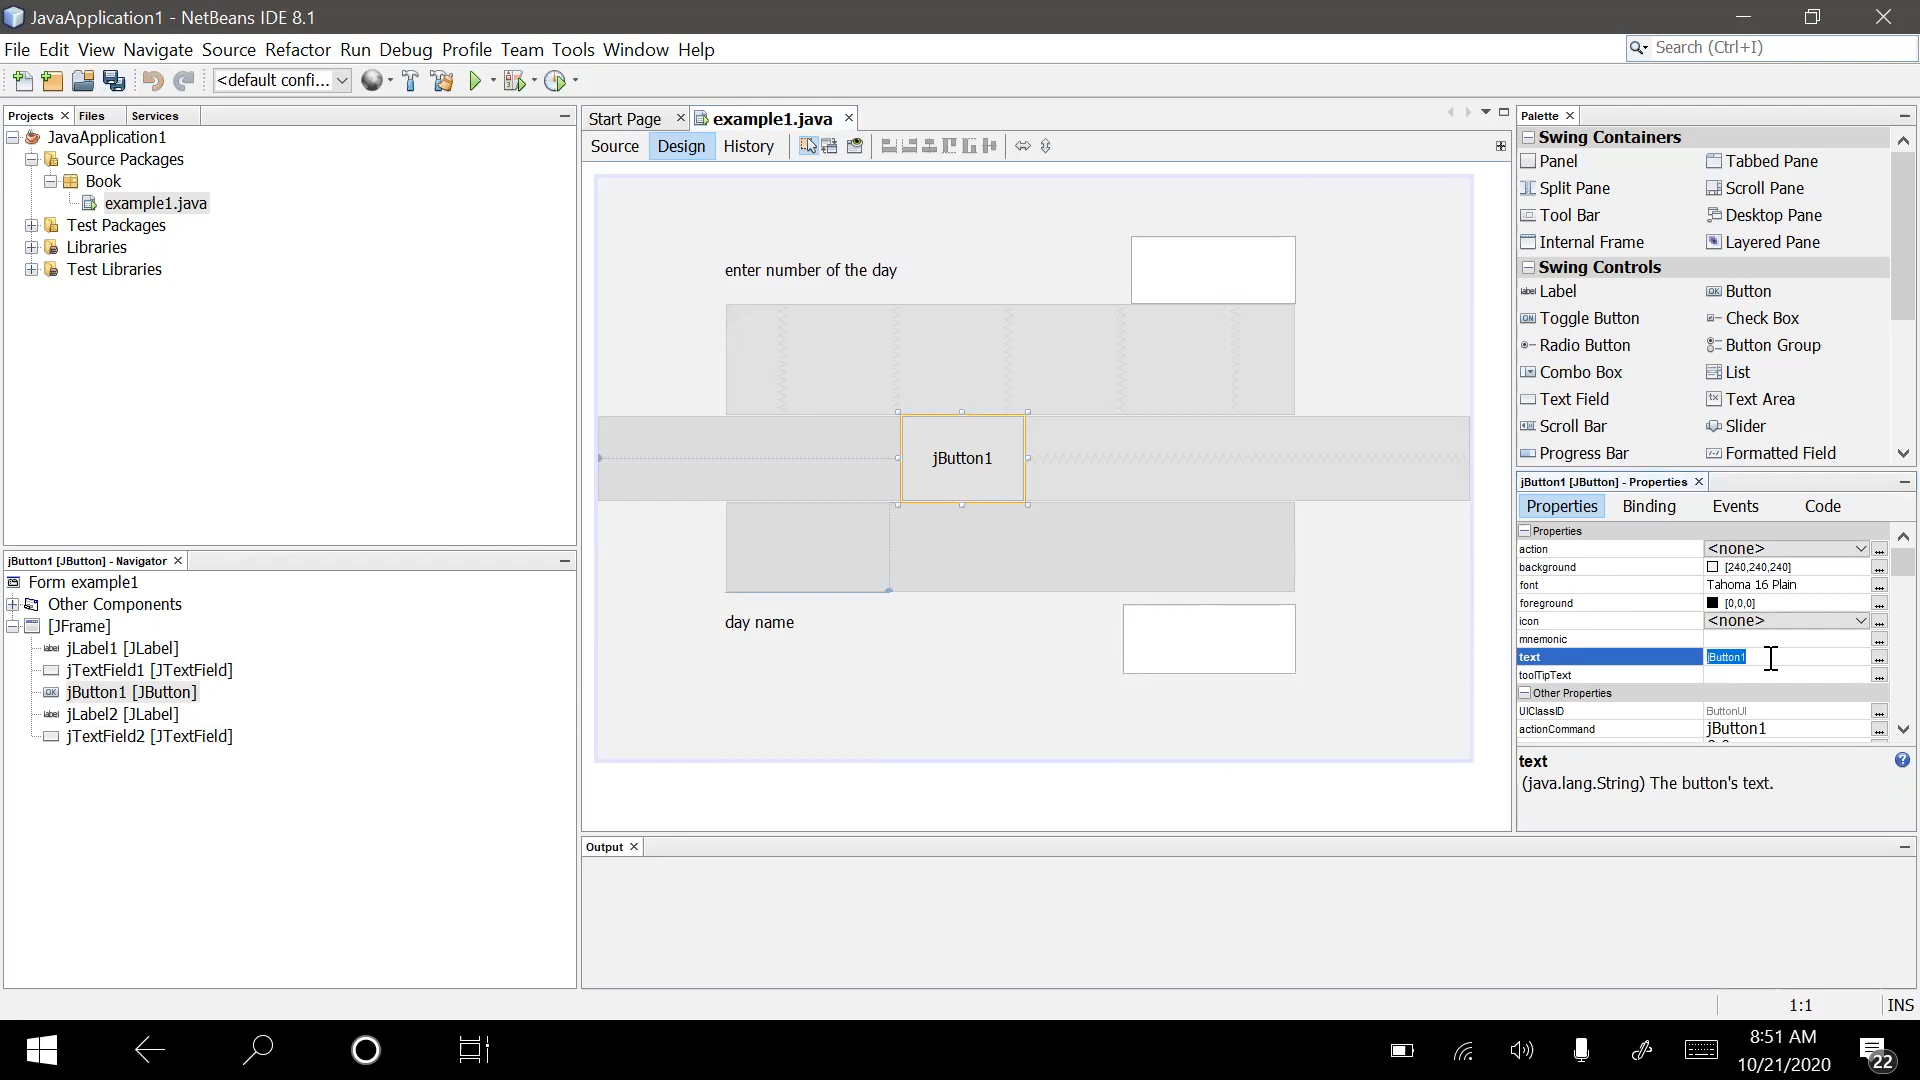 JavaApplication1 - NetBeans IDE 8.1
File Edit View Navigate Source Refactor Run Debug Profile Team Tools Window Help
Search (Ctrl+I)
<default confi...
Projects Files Services
JavaApplication1
Source Packages
Book
example1.java
Test Packages
Libraries
Test Libraries
jButton1 [JButton] - Navigator
Form example1
Other Components
[JFrame]
label jLabel1 [JLabel]
jTextField1 [JTextField]
OK jButton1 [JButton]
label jLabel2 [JLabel]
jTextField2 [JTextField]
Start Page example1.java
Source Design History
enter number of the day
jButton1
day name
Output
Palette
Swing Containers
Panel Tabbed Pane
Split Pane Scroll Pane
Tool Bar Desktop Pane
Internal Frame Layered Pane
Swing Controls
label Label OK Button
ON Toggle Button Check Box
Radio Button Button Group
Combo Box List
Text Field Text Area
Scroll Bar Slider
Progress Bar Formatted Field
jButton1 [JButton] - Properties
Properties Binding Events Code
Properties
action <none> ...
background [240,240,240] ...
font Tahoma 16 Plain ...
foreground [0,0,0] ...
icon <none> ...
mnemonic ...
text jButton1 ...
toolTipText ...
Other Properties
UIClassID ButtonUI ...
actionCommand jButton1 ...
text
(java.lang.String) The button's text.
1:1 INS
8:51 AM
10/21/2020
22